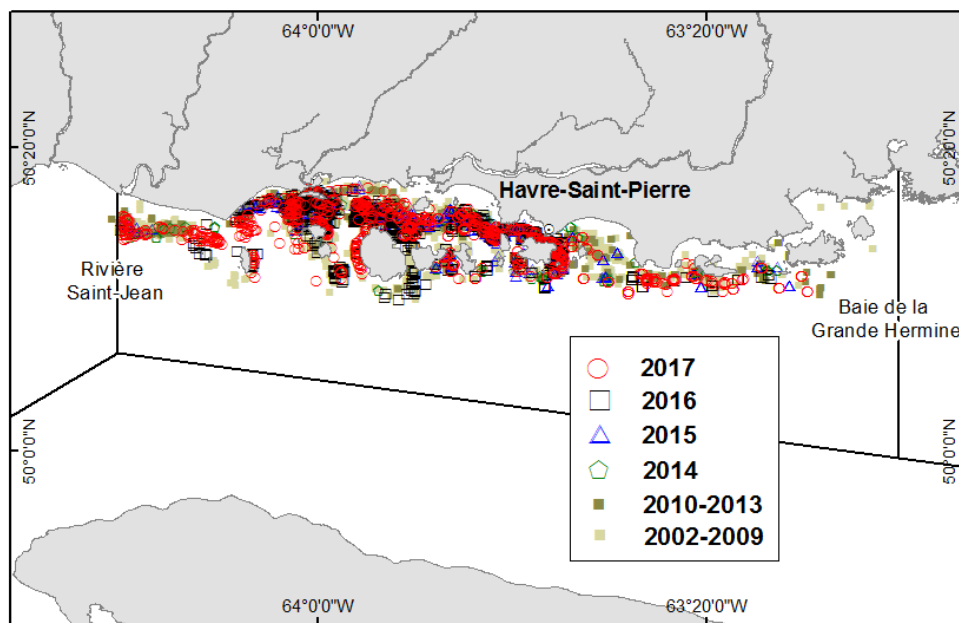 64°0'0"W
63°20'0"W
50°20'0"N
50°20'0"N
Havre-Saint-Pierre
Rivière
Saint-Jean
Baie de la
Grande Hermine
2017
2016
2015
2014
2010-2013
2002-2009
50°0'0"N
50°0'0"N
64°0'0"W
63°20'0"W